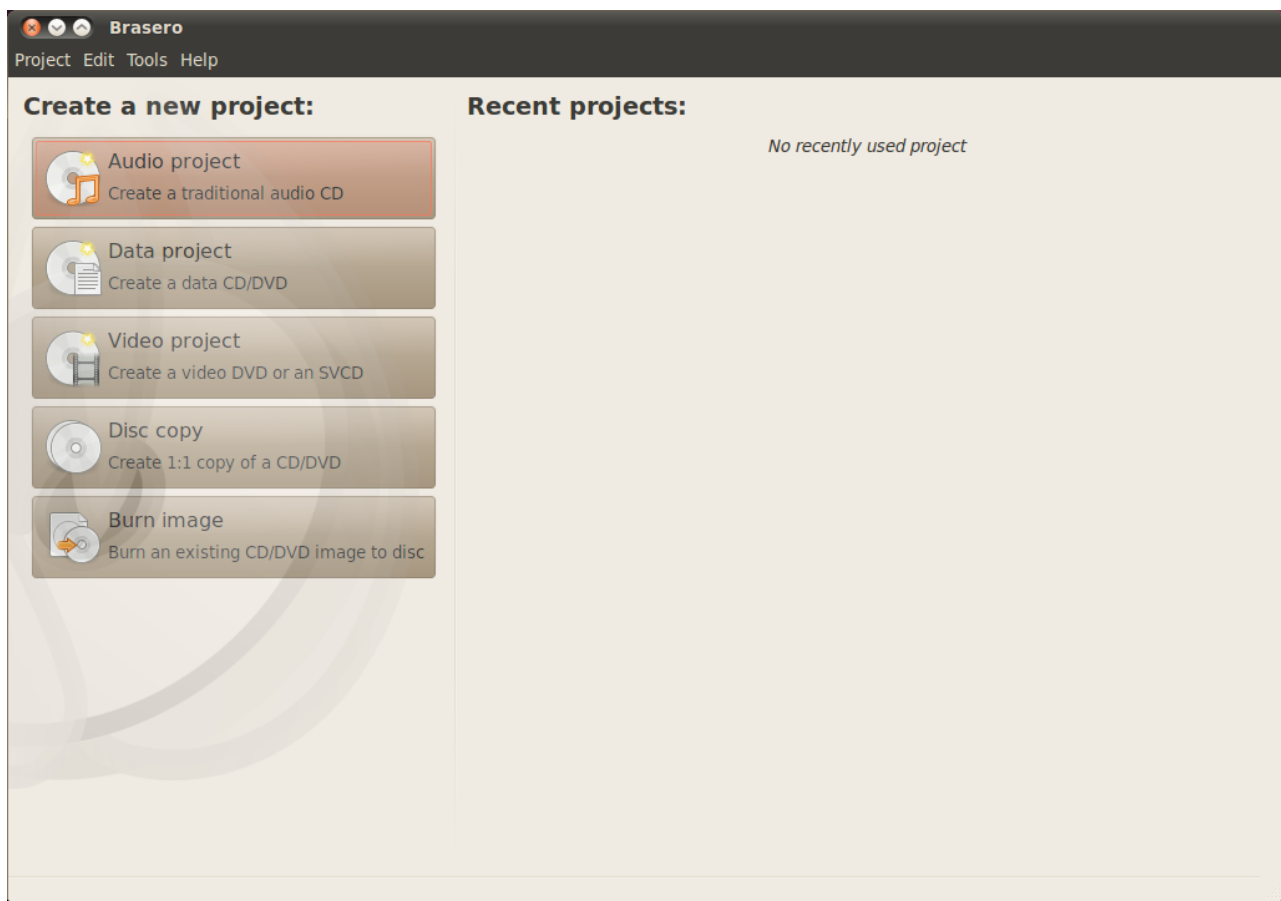 Brasero
Project Edit Tools Help
Create a new project:
Audio project
Create a traditional audio CD
Data project
Create a data CD/DVD
Video project
Create a video DVD or an SVCD
Disc copy
Create 1:1 copy of a CD/DVD
Burn image
Burn an existing CD/DVD image to disc
Recent projects:
No recently used project